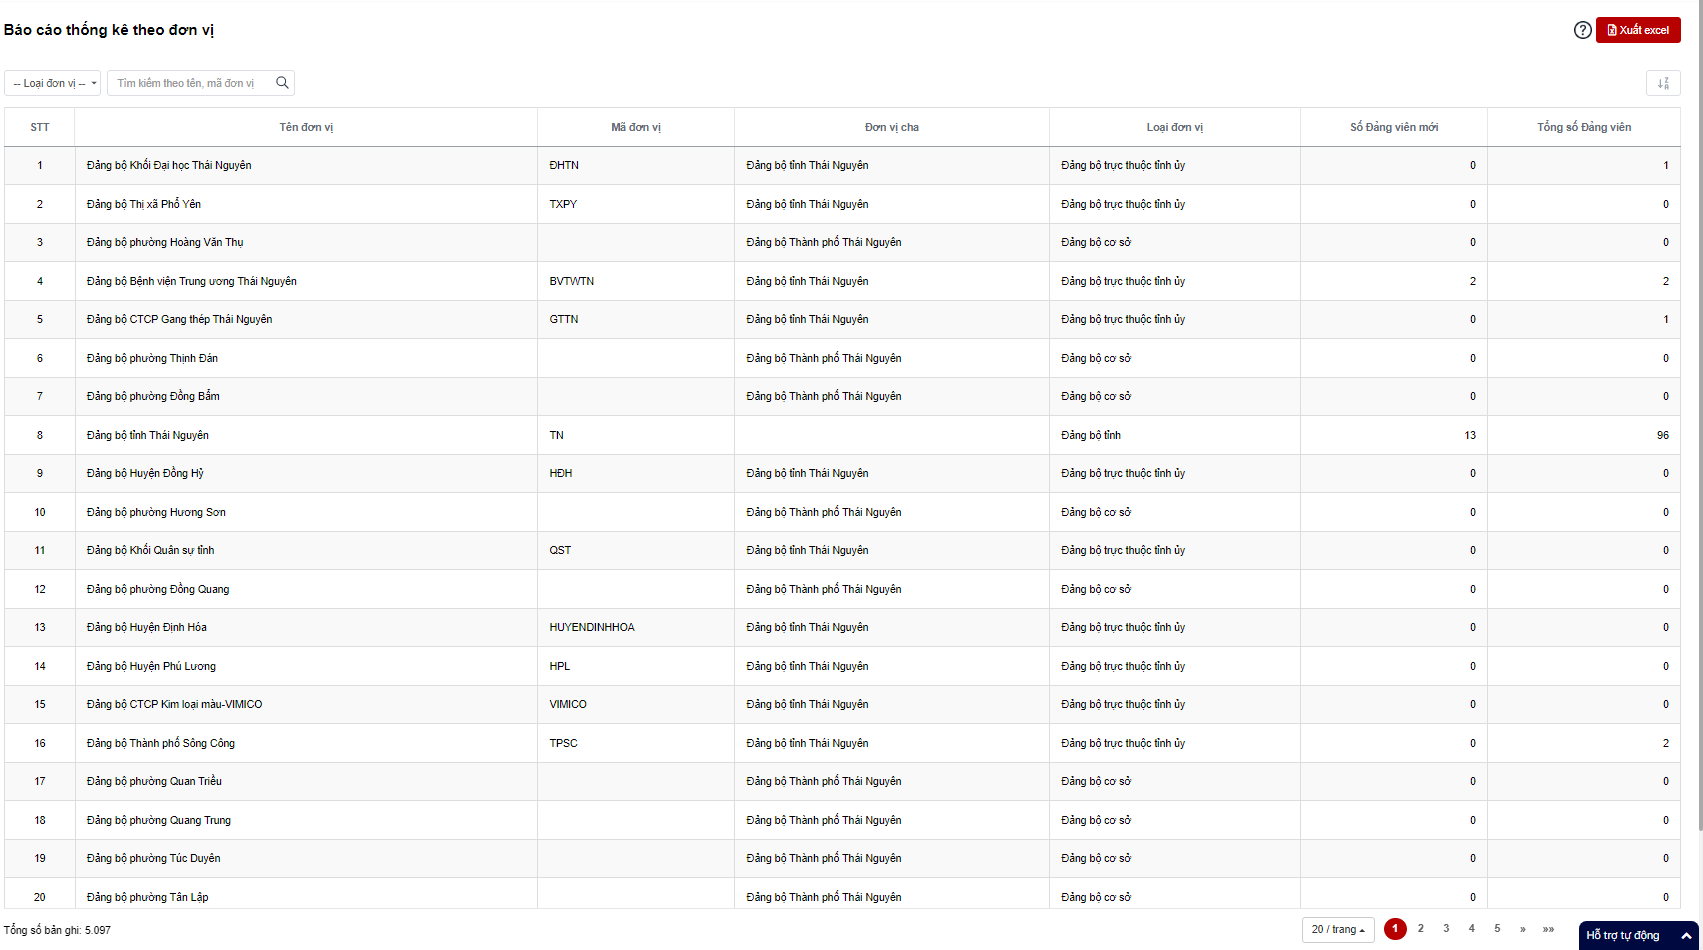 Báo cáo thống kê theo đơn vị
Xuất excel
-- Loại đơn vị --
Tìm kiếm theo tên, mã đơn vị
STT Tên đơn vị Mã đơn vị Đơn vị cha Loại đơn vị Số Đảng viên mới Tổng số Đảng viên
1 Đảng bộ Khối Đại học Thái Nguyên ĐHTN Đảng bộ tỉnh Thái Nguyên Đảng bộ trực thuộc tỉnh ủy 0 1
2 Đảng bộ Thị xã Phổ Yên TXPY Đảng bộ tỉnh Thái Nguyên Đảng bộ trực thuộc tỉnh ủy 0 0
3 Đảng bộ phường Hoàng Văn Thụ Đảng bộ Thành phố Thái Nguyên Đảng bộ cơ sở 0 0
4 Đảng bộ Bệnh viện Trung ương Thái Nguyên BVTWTN Đảng bộ tỉnh Thái Nguyên Đảng bộ trực thuộc tỉnh ủy 2 2
5 Đảng bộ CTCP Gang thép Thái Nguyên GTTN Đảng bộ tỉnh Thái Nguyên Đảng bộ trực thuộc tỉnh ủy 0 1
6 Đảng bộ phường Thịnh Đán Đảng bộ Thành phố Thái Nguyên Đảng bộ cơ sở 0 0
7 Đảng bộ phường Đồng Bẩm Đảng bộ Thành phố Thái Nguyên Đảng bộ cơ sở 0 0
8 Đảng bộ tỉnh Thái Nguyên TN Đảng bộ tỉnh 13 96
9 Đảng bộ Huyện Đồng Hỷ HĐH Đảng bộ tỉnh Thái Nguyên Đảng bộ trực thuộc tỉnh ủy 0 0
10 Đảng bộ phường Hương Sơn Đảng bộ Thành phố Thái Nguyên Đảng bộ cơ sở 0 0
11 Đảng bộ Khối Quân sự tỉnh QST Đảng bộ tỉnh Thái Nguyên Đảng bộ trực thuộc tỉnh ủy 0 0
12 Đảng bộ phường Đồng Quang Đảng bộ Thành phố Thái Nguyên Đảng bộ cơ sở 0 0
13 Đảng bộ Huyện Định Hóa HUYENDINHHOA Đảng bộ tỉnh Thái Nguyên Đảng bộ trực thuộc tỉnh ủy 0 0
14 Đảng bộ Huyện Phú Lương HPL Đảng bộ tỉnh Thái Nguyên Đảng bộ trực thuộc tỉnh ủy 0 0
15 Đảng bộ CTCP Kim loại màu-VIMICO VIMICO Đảng bộ tỉnh Thái Nguyên Đảng bộ trực thuộc tỉnh ủy 0 0
16 Đảng bộ Thành phố Sông Công TPSC Đảng bộ tỉnh Thái Nguyên Đảng bộ trực thuộc tỉnh ủy 0 2
17 Đảng bộ phường Quan Triều Đảng bộ Thành phố Thái Nguyên Đảng bộ cơ sở 0 0
18 Đảng bộ phường Quang Trung Đảng bộ Thành phố Thái Nguyên Đảng bộ cơ sở 0 0
19 Đảng bộ phường Túc Duyên Đảng bộ Thành phố Thái Nguyên Đảng bộ cơ sở 0 0
20 Đảng bộ phường Tân Lập Đảng bộ Thành phố Thái Nguyên Đảng bộ cơ sở 0 0
Tổng số bản ghi: 5.097
20 / trang 1 2 3 4 5 » »»
Hỗ trợ tự động